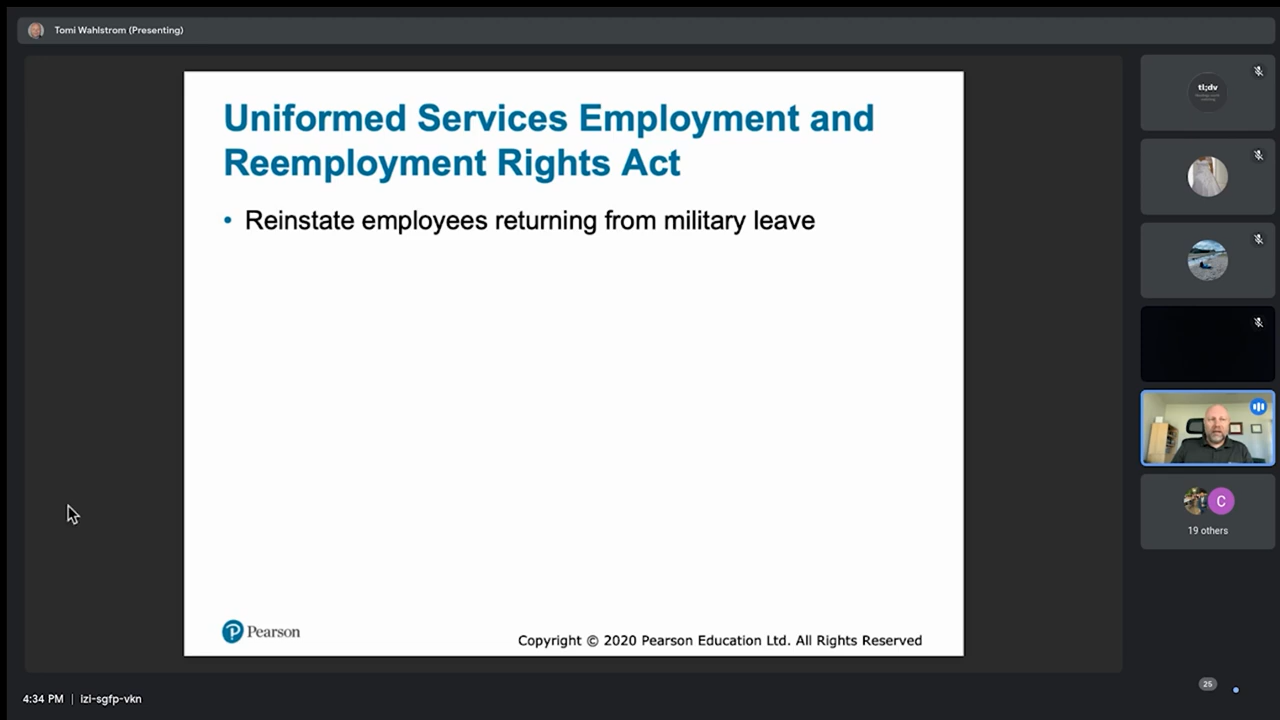 Tomi Wahlstrom (Presenting)
Uniformed Services Employment and
Reemployment Rights Act
• Reinstate employees returning from military leave
Pearson
Copyright © 2020 Pearson Education Ltd. All Rights Reserved
tl;dv
C
19 others
4:34 PM | izi-sgfp-vkn
25